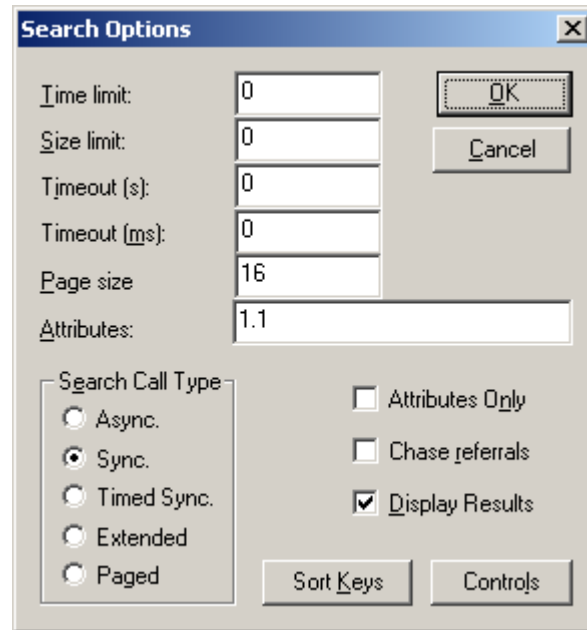 Search Options
Time limit: 0
OK
Size limit: 0
Cancel
Timeout (s): 0
Timeout (ms): 0
Page size 16
Attributes: 1.1
Search Call Type
Async.
Attributes Only
Sync.
Chase referrals
Timed Sync.
Display Results
Extended
Paged
Sort Keys
Controls